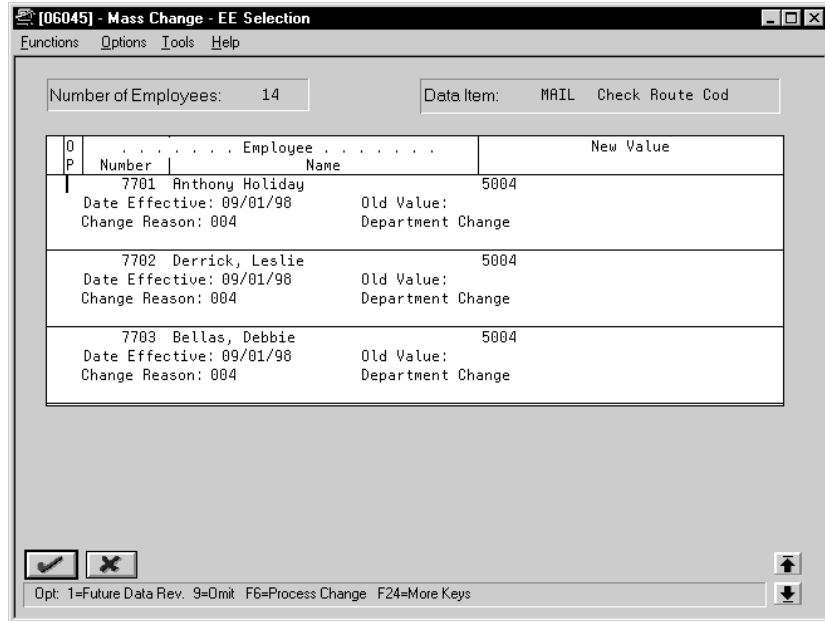 [06045] - Mass Change - EE Selection
Functions Options Tools Help
Number of Employees: 14 Data Item: MAIL Check Route Cod
O . . . . . . . Employee . . . . . . . New Value
P Number | Name
7701 Anthony Holiday 5004
Date Effective: 09/01/98 Old Value:
Change Reason: 004 Department Change
7702 Derrick, Leslie 5004
Date Effective: 09/01/98 Old Value:
Change Reason: 004 Department Change
7703 Bellas, Debbie 5004
Date Effective: 09/01/98 Old Value:
Change Reason: 004 Department Change
Opt: 1=Future Data Rev. 9=Omit F6=Process Change F24=More Keys